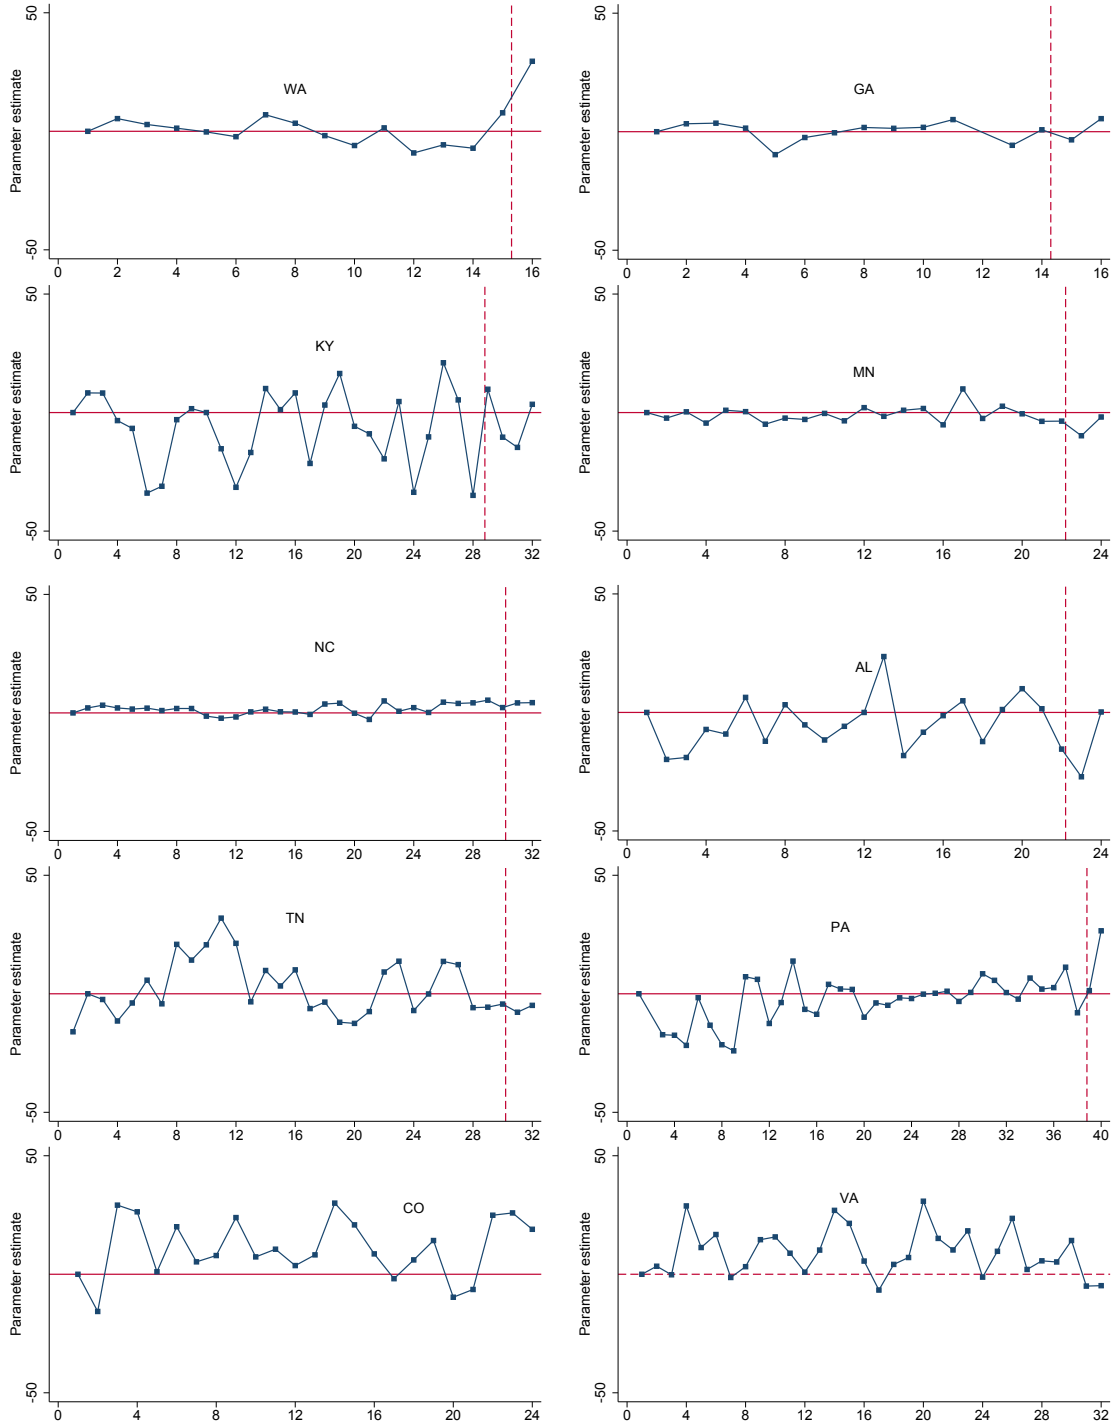 50
Parameter estimate
-50
WA
0 2 4 6 8 10 12 14 16
50
Parameter estimate
-50
GA
0 2 4 6 8 10 12 14 16
50
Parameter estimate
-50
KY
0 4 8 12 16 20 24 28 32
50
Parameter estimate
-50
MN
0 4 8 12 16 20 24
50
Parameter estimate
-50
NC
0 4 8 12 16 20 24 28 32
50
Parameter estimate
-50
AL
0 4 8 12 16 20 24
50
Parameter estimate
-50
TN
0 4 8 12 16 20 24 28 32
50
Parameter estimate
-50
PA
0 4 8 12 16 20 24 28 32 36 40
50
Parameter estimate
-50
CO
0 4 8 12 16 20 24
50
Parameter estimate
-50
VA
0 4 8 12 16 20 24 28 32